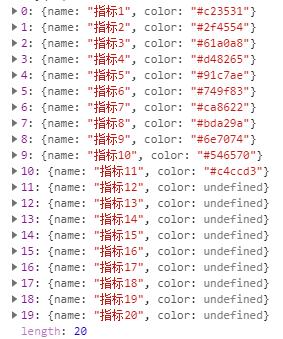 0: {name: "指标1", color: "#c23531"}
1: {name: "指标2", color: "#2f4554"}
2: {name: "指标3", color: "#61a0a8"}
3: {name: "指标4", color: "#d48265"}
4: {name: "指标5", color: "#91c7ae"}
5: {name: "指标6", color: "#749f83"}
6: {name: "指标7", color: "#ca8622"}
7: {name: "指标8", color: "#bda29a"}
8: {name: "指标9", color: "#6e7074"}
9: {name: "指标10", color: "#546570"}
10: {name: "指标11", color: "#c4ccd3"}
11: {name: "指标12", color: undefined}
12: {name: "指标13", color: undefined}
13: {name: "指标14", color: undefined}
14: {name: "指标15", color: undefined}
15: {name: "指标16", color: undefined}
16: {name: "指标17", color: undefined}
17: {name: "指标18", color: undefined}
18: {name: "指标19", color: undefined}
19: {name: "指标20", color: undefined}
length: 20